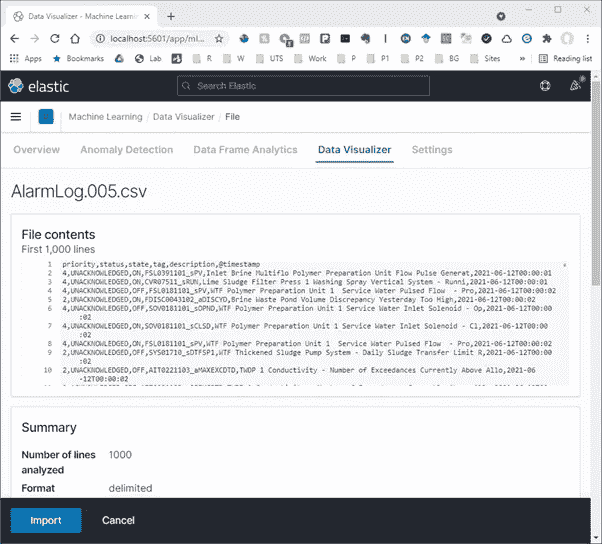 Data Visualizer - Machine Learni
localhost:5601/app/ml
Apps
Lab
R
W
UTS
Work
P
P1
P2
BG
Sites
Reading list
elastic
Search Elastic
Machine Learning / Data Visualizer / File
Overview
Anomaly Detection
Data Frame Analytics
Data Visualizer
Settings
AlarmLog.005.csv
File contents
First 1,000 lines
1 priority,status,state,tag,description,@timestamp
2 4,UNACKNOWLEDGED,ON,FSL0391101_sPV,Inlet Brine Multiflo Polymer Preparation Unit Flow Pulse Generat,2021-06-12T00:00:01
3 4,UNACKNOWLEDGED,ON,CVR07511_sRUN,Lime Sludge Filter Press 1 Washing Spray Vertical System - Runni,2021-06-12T00:00:01
4 4,UNACKNOWLEDGED,OFF,FSL0181101_sPV,WTF Polymer Preparation Unit 1 Service Water Pulsed Flow - Pro,2021-06-12T00:00:02
5 2,UNACKNOWLEDGED,ON,FDISC0043102_aDISCYD,Brine Waste Pond Volume Discrepancy Yesterday Too High,2021-06-12T00:00:02
6 4,UNACKNOWLEDGED,OFF,SOV0181101_sOPND,WTF Polymer Preparation Unit 1 Service Water Inlet Solenoid - Op,2021-06-12T00:00
:02
7 4,UNACKNOWLEDGED,ON,SOV0181101_sCLSD,WTF Polymer Preparation Unit 1 Service Water Inlet Solenoid - Cl,2021-06-12T00:00
:02
8 4,UNACKNOWLEDGED,ON,FSL0181101_sPV,WTF Polymer Preparation Unit 1 Service Water Pulsed Flow - Pro,2021-06-12T00:00:02
9 2,UNACKNOWLEDGED,OFF,SYS01710_sDTFSP1,WTF Thickened Sludge Pump System - Daily Sludge Transfer Limit R,2021-06-12T00:00
:02
10 2,UNACKNOWLEDGED,OFF,AIT0221103_aMAXEXCDTD,TWDP 1 Conductivity - Number of Exceedances Currently Above Allo,2021-06
-12T00:00:02
Summary
Number of lines analyzed
1000
Format
delimited
Import
Cancel